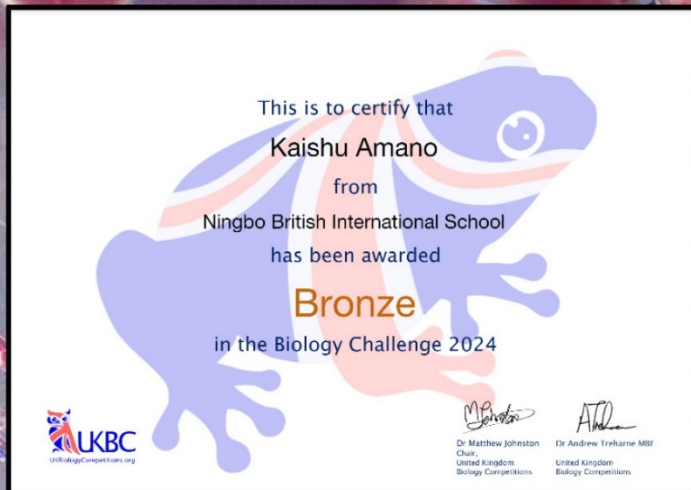 This is to certify that
Kaishu Amano
from
Ningbo British International School
has been awarded
Bronze
in the Biology Challenge 2024
UKBC
UKBiologyCompetitions.org
Dr Matthew Johnston
Chair,
United Kingdom
Biology Competitions
Dr Andrew Treharne MBE
United Kingdom
Biology Competitions